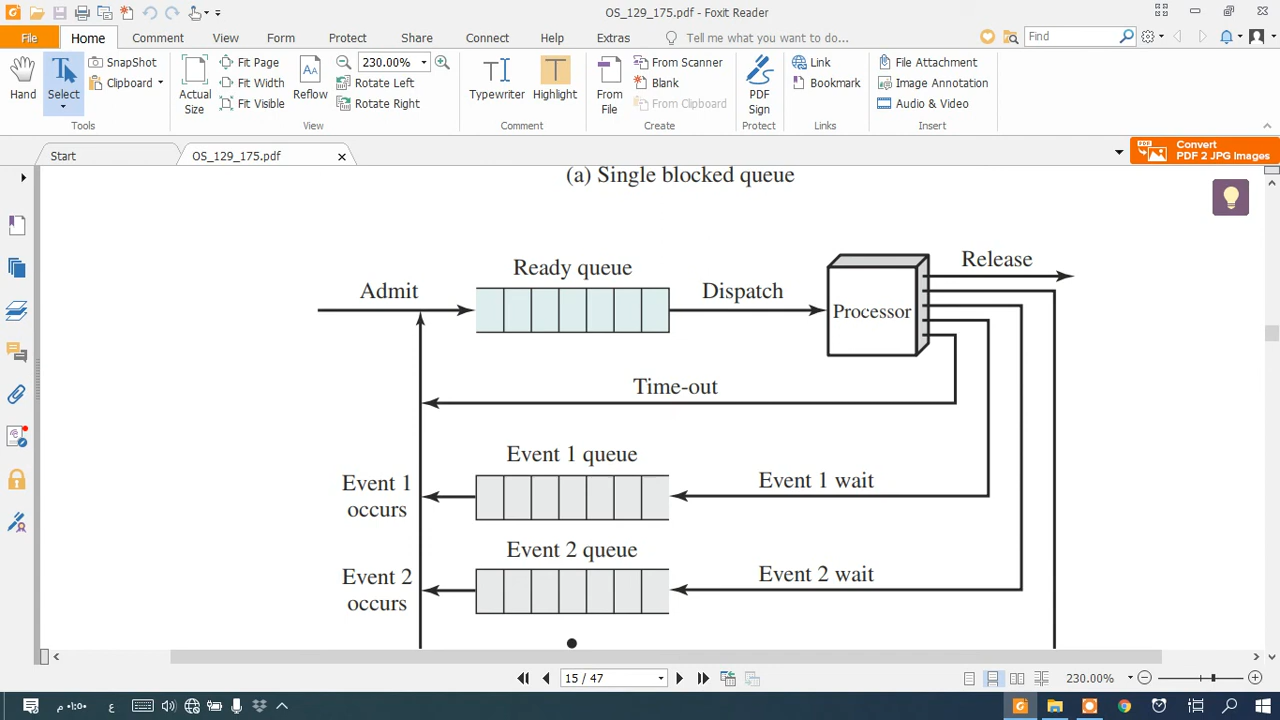 OS_129_175.pdf - Foxit Reader
File Home Comment View Form Protect Share Connect Help Extras Tell me what you want to do... Find
Hand
Select
SnapShot
Clipboard
Tools
Actual
Size
Fit Page
Fit Width
Fit Visible
Reflow
230.00%
Rotate Left
Rotate Right
View
Typewriter
Highlight
Comment
From
File
From Scanner
Blank
From Clipboard
Create
PDF
Sign
Protect
Link
Bookmark
Links
File Attachment
Image Annotation
Audio & Video
Insert
Start
OS_129_175.pdf
Convert
PDF 2 JPG Images
(a) Single blocked queue
Ready queue
Release
Admit
Dispatch
Processor
Time-out
Event 1 queue
Event 1
occurs
Event 1 wait
Event 2 queue
Event 2
occurs
Event 2 wait
15 / 47
230.00%
٠١:٥٠ م
ع